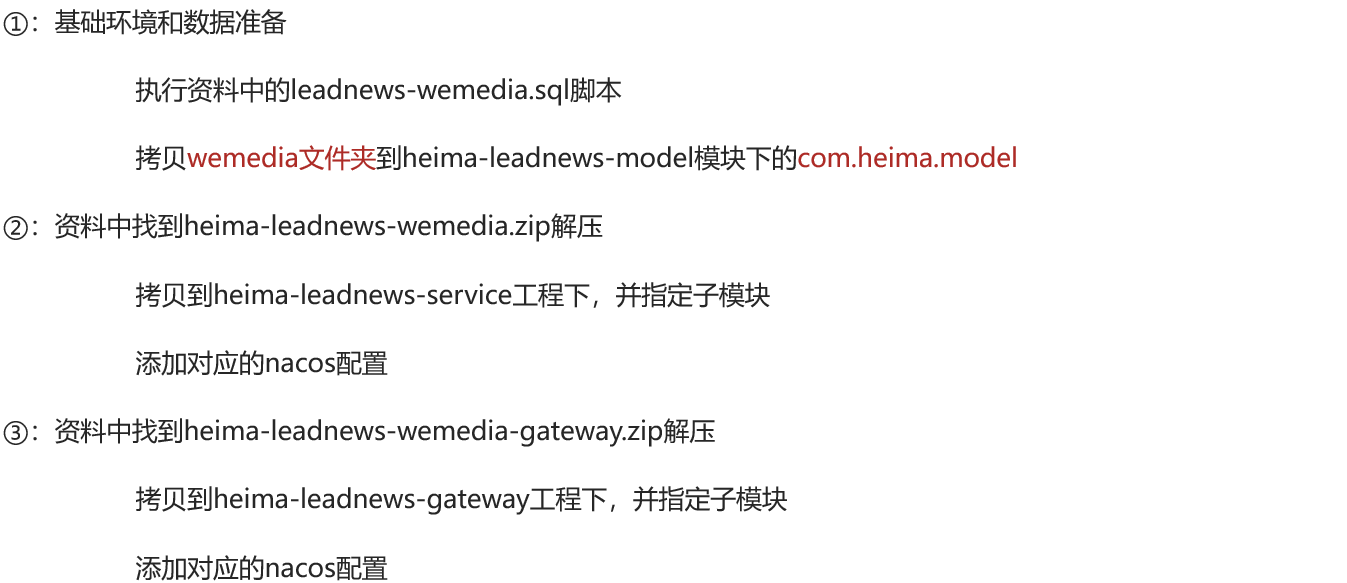 ①：基础环境和数据准备
执行资料中的leadnews-wemedia.sql脚本
拷贝wemedia文件夹到heima-leadnews-model模块下的com.heima.model
②：资料中找到heima-leadnews-wemedia.zip解压
拷贝到heima-leadnews-service工程下，并指定子模块
添加对应的nacos配置
③：资料中找到heima-leadnews-wemedia-gateway.zip解压
拷贝到heima-leadnews-gateway工程下，并指定子模块
添加对应的nacos配置